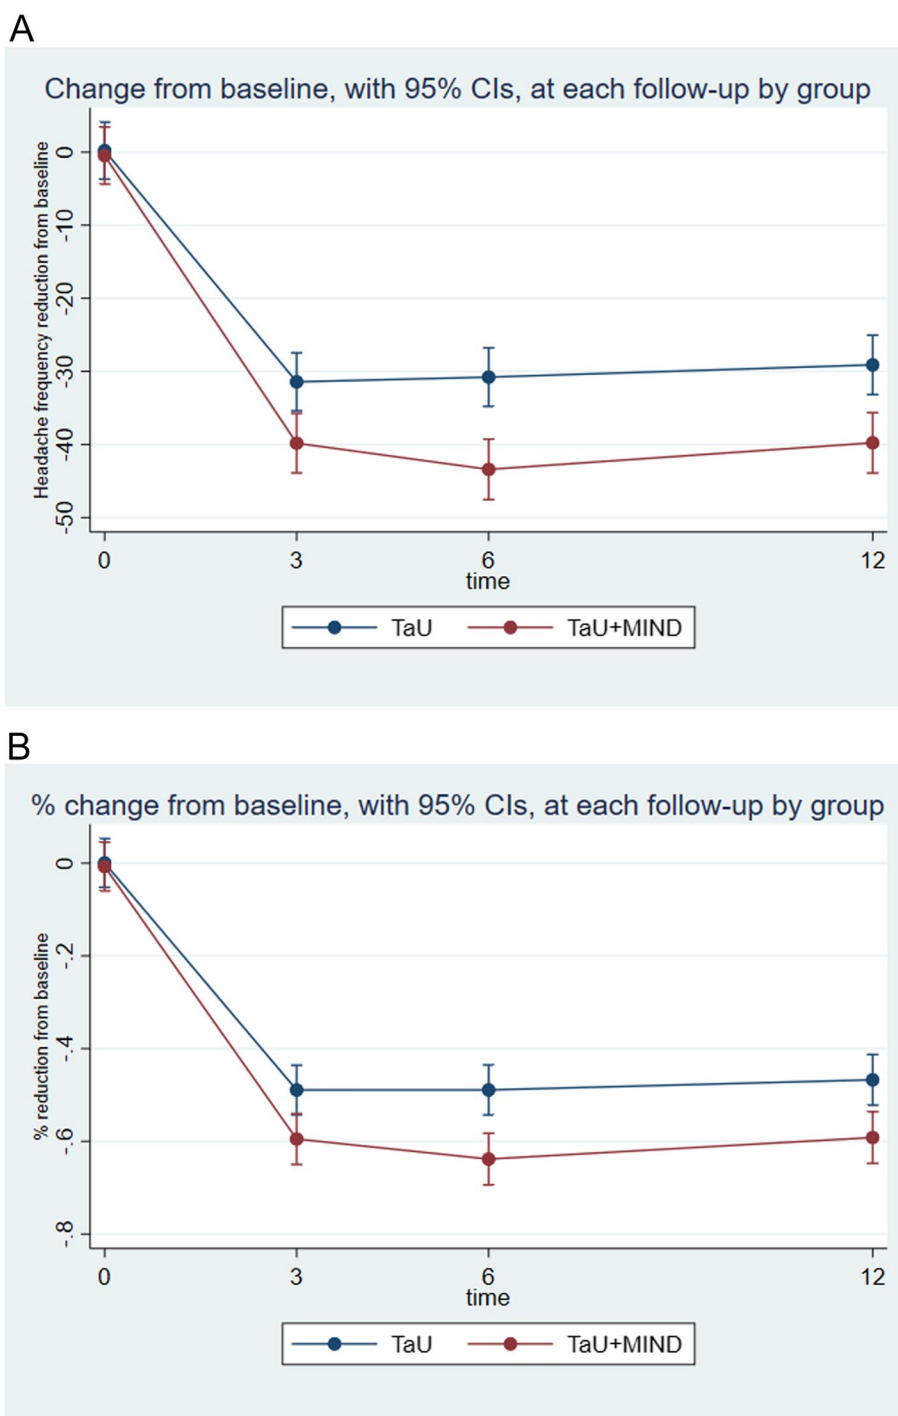 A
Change from baseline, with 95% CIs, at each follow-up by group
Headache frequency reduction from baseline
0
-10
-20
-30
-40
-50
0 3 6 12
time
TaU TaU+MIND
B
% change from baseline, with 95% CIs, at each follow-up by group
% reduction from baseline
0
-.2
-.4
-.6
-.8
0 3 6 12
time
TaU TaU+MIND